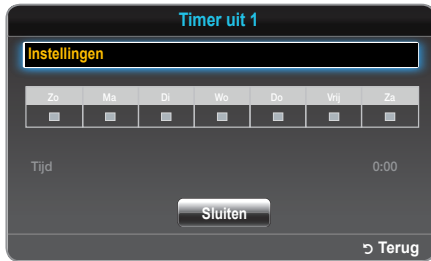 Timer uit 1
Instellingen
Zo Ma Di Wo Do Vrij Za
Tijd 0:00
Sluiten
Terug